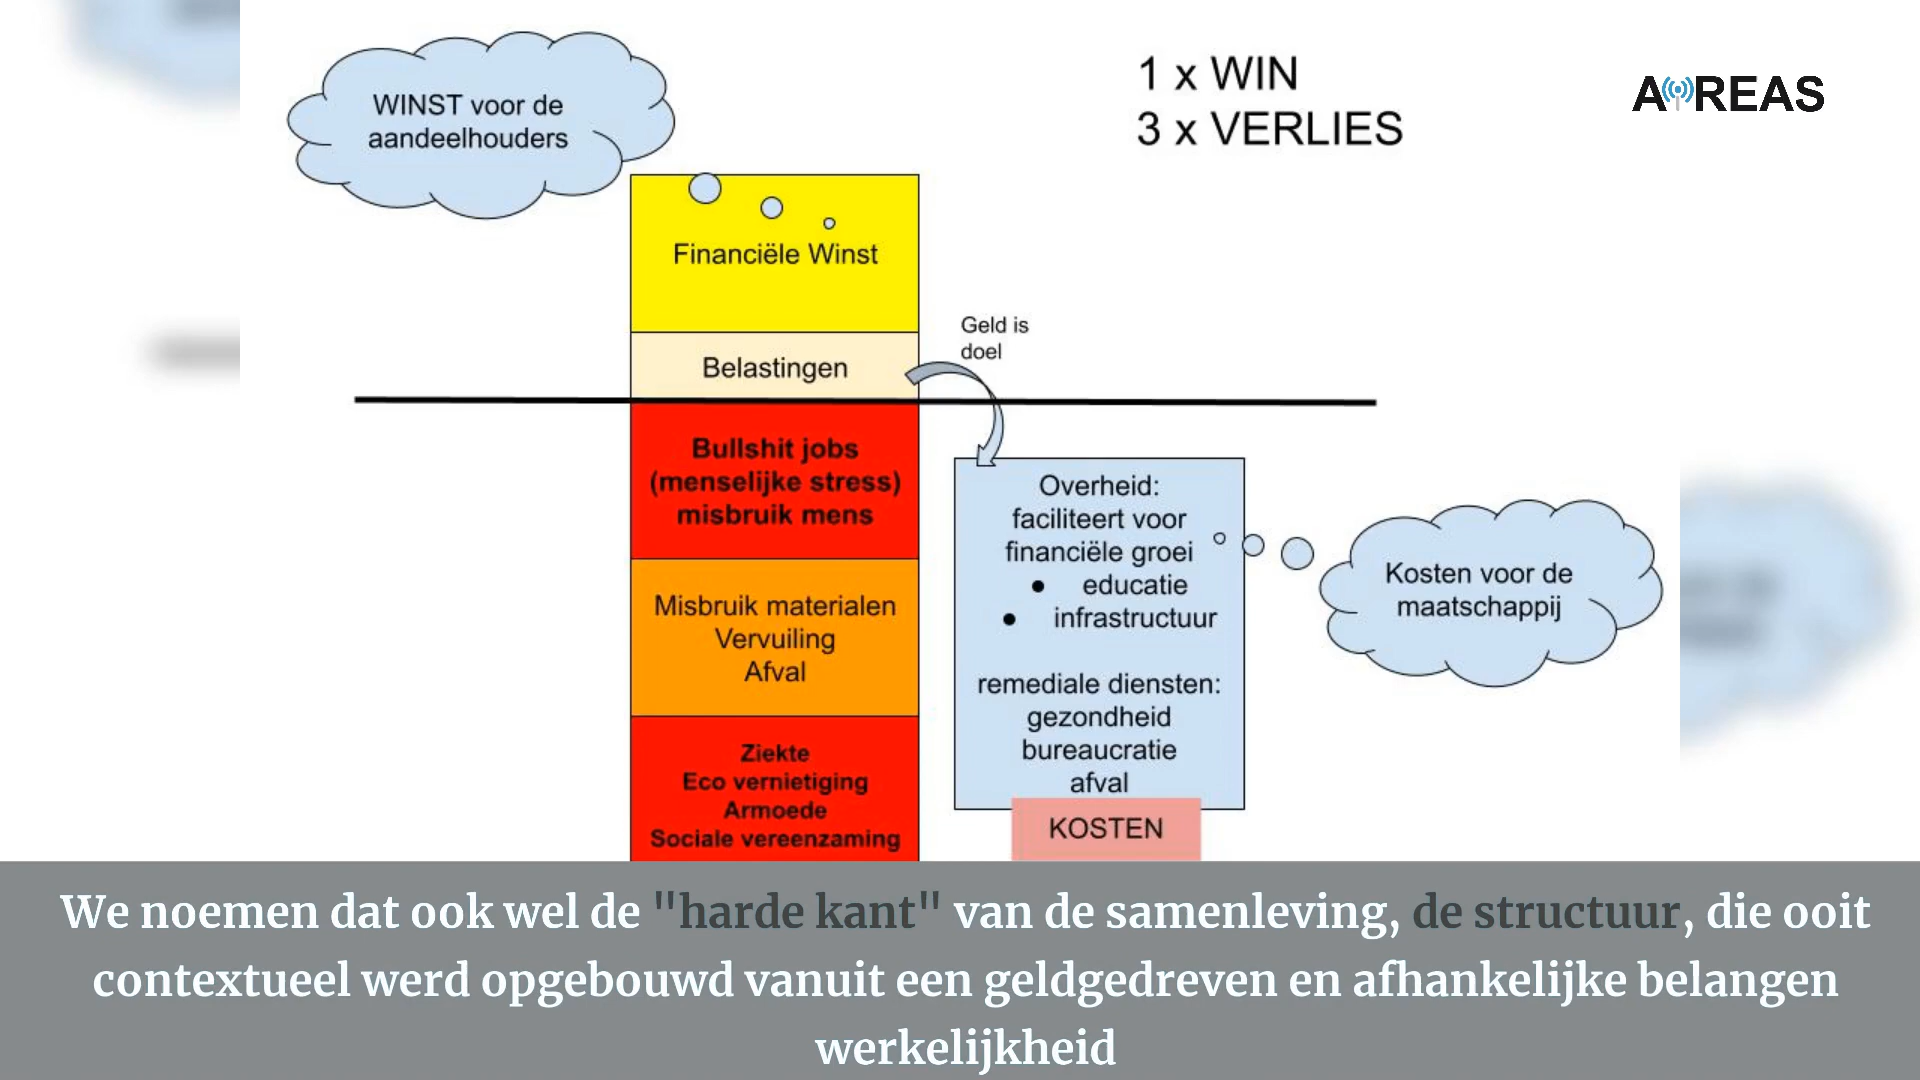 WINST voor de
aandeelhouders
1 x WIN
3 x VERLIES
AiREAS
Financiële Winst
Geld is
doel
Belastingen
Bullshit jobs
(menselijke stress)
misbruik mens
Misbruik materialen
Vervuiling
Afval
Ziekte
Eco vernietiging
Armoede
Sociale vereenzaming
Overheid:
faciliteert voor
financiële groei
● educatie
● infrastructuur
remediale diensten:
gezondheid
bureaucratie
afval
KOSTEN
Kosten voor de
maatschappij
We noemen dat ook wel de "harde kant" van de samenleving, de structuur, die ooit
contextueel werd opgebouwd vanuit een geldgedreven en afhankelijke belangen
werkelijkheid